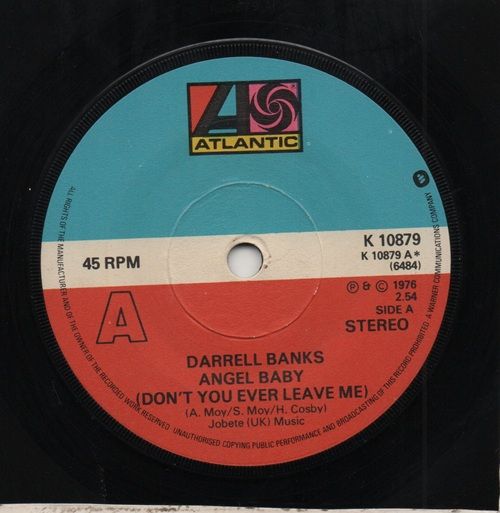 ATLANTIC
45 RPM
K 10879
K 10879 A*
(6484)
℗ & © 1976
2.54
SIDE A
STEREO
A
DARRELL BANKS
ANGEL BABY
(DON'T YOU EVER LEAVE ME)
(A. Moy/S. Moy/H. Cosby)
Jobete (UK) Music
ALL RIGHTS OF THE MANUFACTURER AND OF THE OWNER OF THE RECORDED WORK RESERVED · UNAUTHORISED COPYING PUBLIC PERFORMANCE AND BROADCASTING OF THIS RECORD PROHIBITED · A WARNER COMMUNICATIONS COMPANY